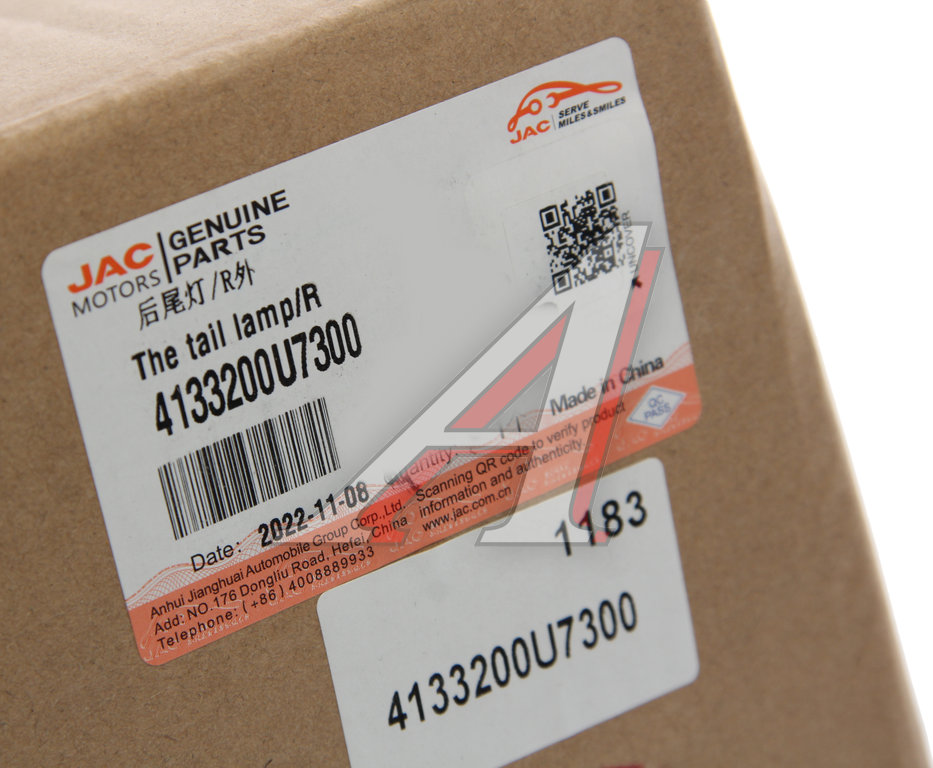 JAC
SERVE
MILES&SMILES
JAC
MOTORS
GENUINE
PARTS
UNCOVER
后尾灯/R外
The tail lamp/R
4133200U7300
Quantity:
Made in China
QC
PASS
Date: 2022-11-08
Scanning QR code to verify product
information and authenticity.
www.jac.com.cn
Anhui Jianghuai Automobile Group Corp.,Ltd.
Add: NO.176 Dongliu Road, Hefei, China
Telephone: (+86) 4008889933
1183
4133200U7300